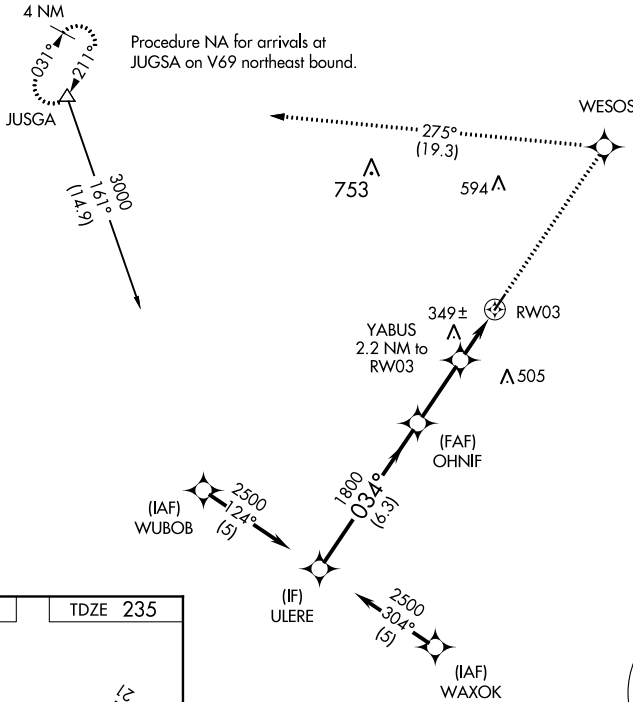 4 NM
031°
211°
JUSGA
Procedure NA for arrivals at
JUGSA on V69 northeast bound.
3000
161°
(14.9)
WESOS
275°
(19.3)
753
594
349±
RW03
YABUS
2.2 NM to
RW03
505
(FAF)
OHNIF
1800
034°
(6.3)
(IAF)
WUBOB
2500
124°
(5)
(IF)
ULERE
2500
304°
(5)
(IAF)
WAXOK
TDZE 235